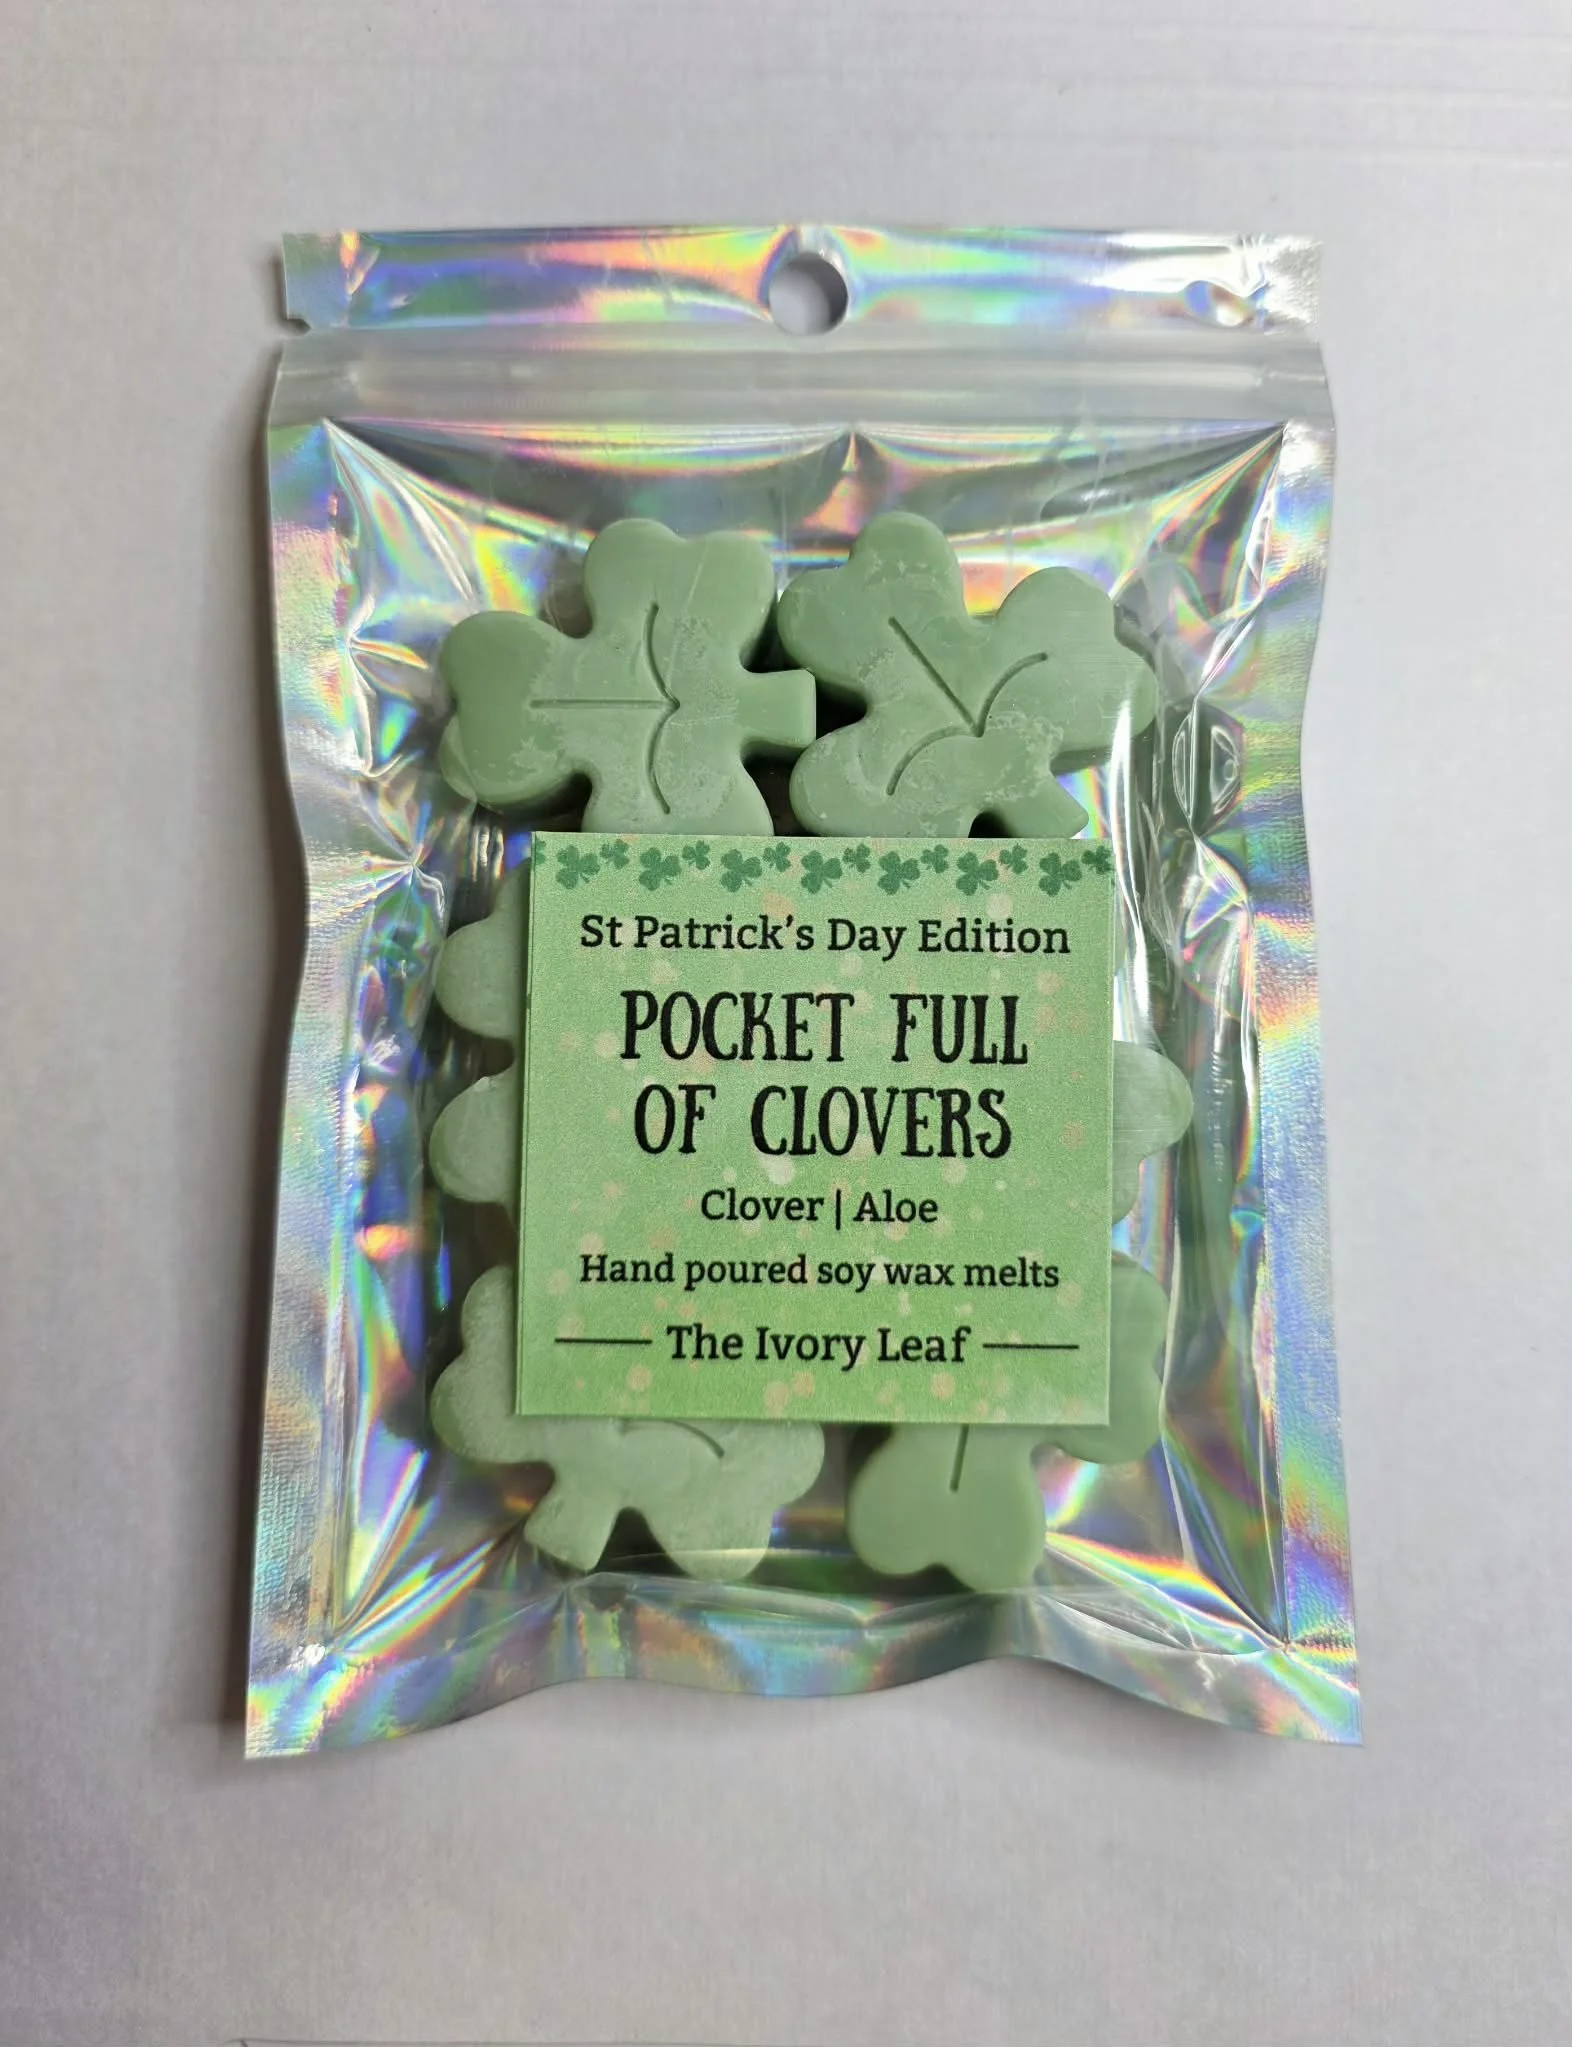 St Patrick's Day Edition
POCKET FULL
OF CLOVERS
Clover | Aloe
Hand poured soy wax melts
The Ivory Leaf